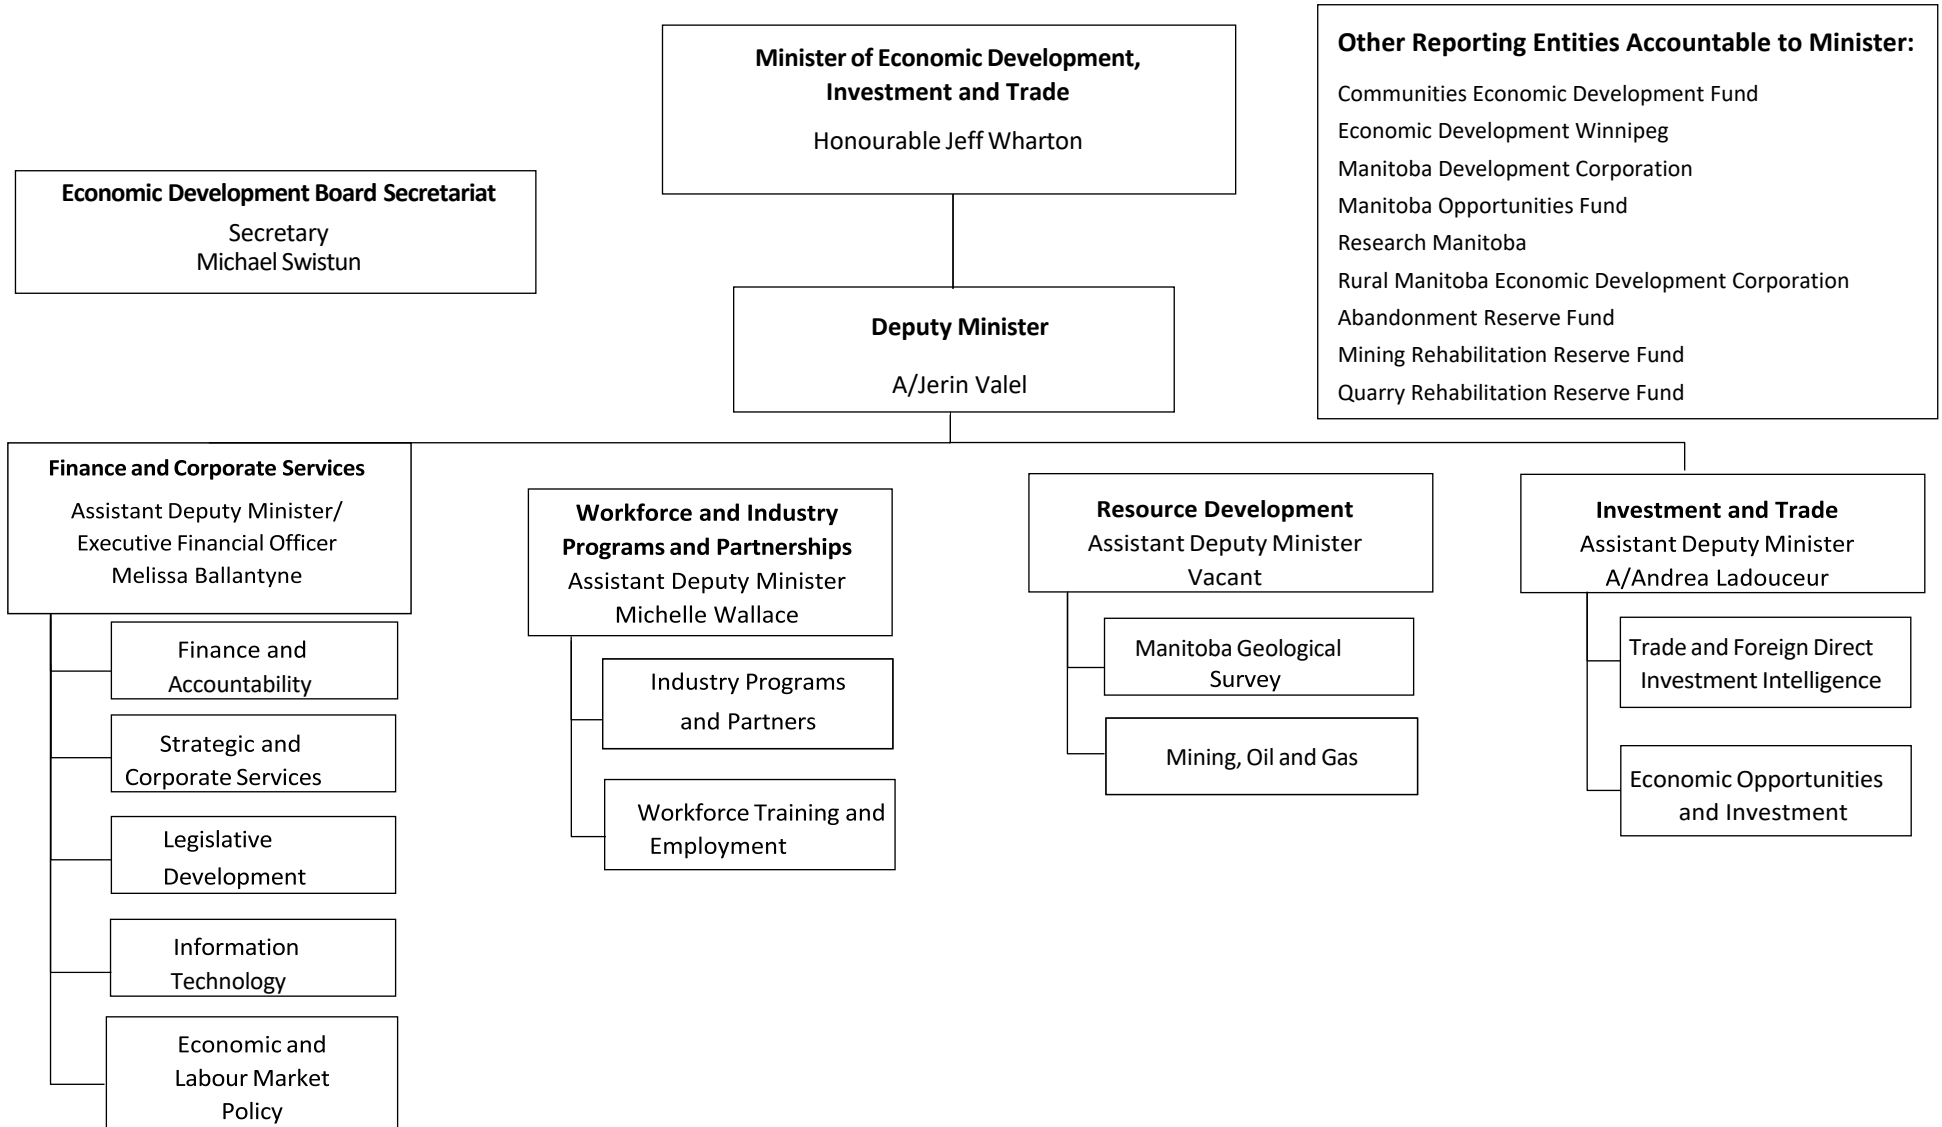 Minister of Economic Development,
Investment and Trade
Honourable Jeff Wharton
Other Reporting Entities Accountable to Minister:
Communities Economic Development Fund
Economic Development Winnipeg
Manitoba Development Corporation
Manitoba Opportunities Fund
Research Manitoba
Rural Manitoba Economic Development Corporation
Abandonment Reserve Fund
Mining Rehabilitation Reserve Fund
Quarry Rehabilitation Reserve Fund
Economic Development Board Secretariat
Secretary
Michael Swistun
Deputy Minister
A/Jerin Valel
Finance and Corporate Services
Assistant Deputy Minister/
Executive Financial Officer
Melissa Ballantyne
Finance and
Accountability
Strategic and
Corporate Services
Legislative
Development
Information
Technology
Economic and
Labour Market
Policy
Workforce and Industry
Programs and Partnerships
Assistant Deputy Minister
Michelle Wallace
Industry Programs
and Partners
Workforce Training and
Employment
Resource Development
Assistant Deputy Minister
Vacant
Manitoba Geological
Survey
Mining, Oil and Gas
Investment and Trade
Assistant Deputy Minister
A/Andrea Ladouceur
Trade and Foreign Direct
Investment Intelligence
Economic Opportunities
and Investment